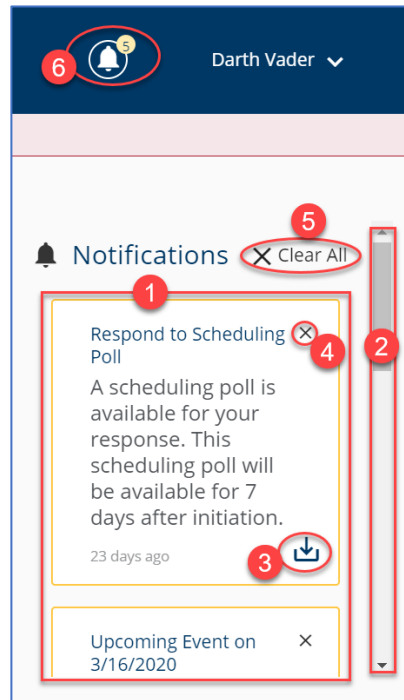 6
5
Darth Vader
5
Notifications
Clear All
1
Respond to Scheduling
Poll
4
2
A scheduling poll is
available for your
response. This
scheduling poll will
be available for 7
days after initiation.
3
23 days ago
Upcoming Event on
3/16/2020